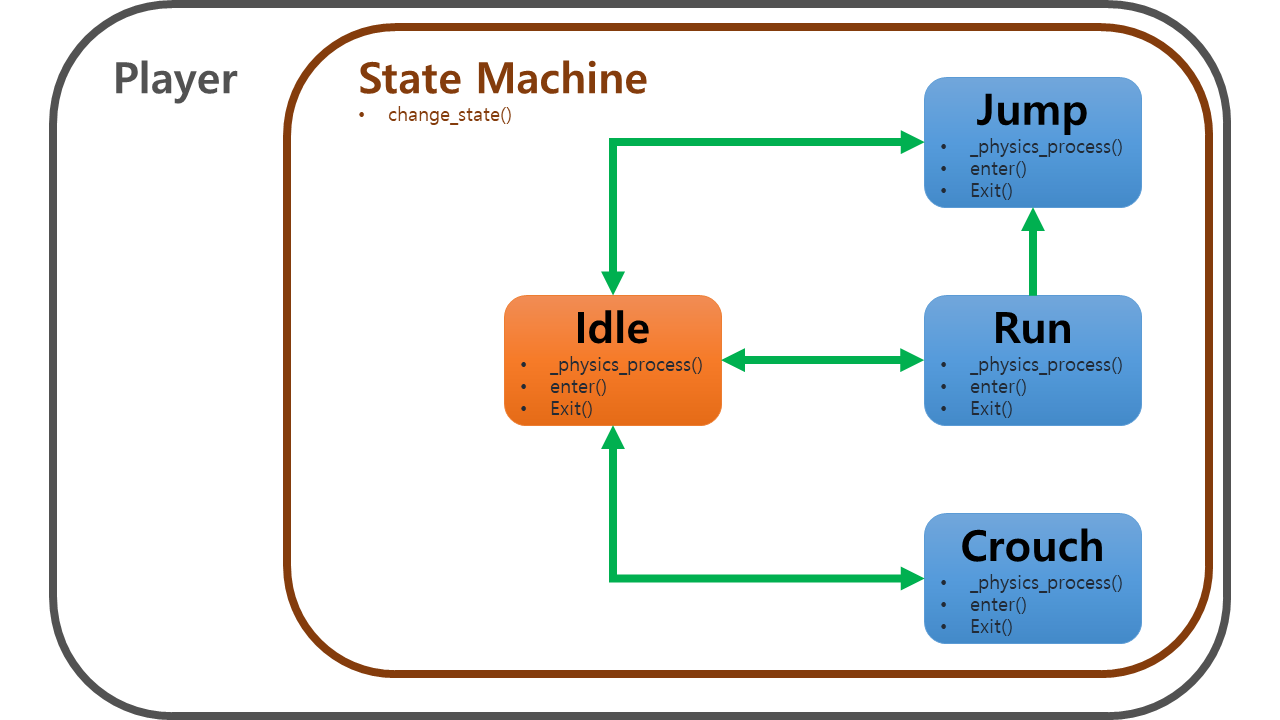 Player
State Machine
• change_state()
Jump
• _physics_process()
• enter()
• Exit()
Idle
• _physics_process()
• enter()
• Exit()
Run
• _physics_process()
• enter()
• Exit()
Crouch
• _physics_process()
• enter()
• Exit()